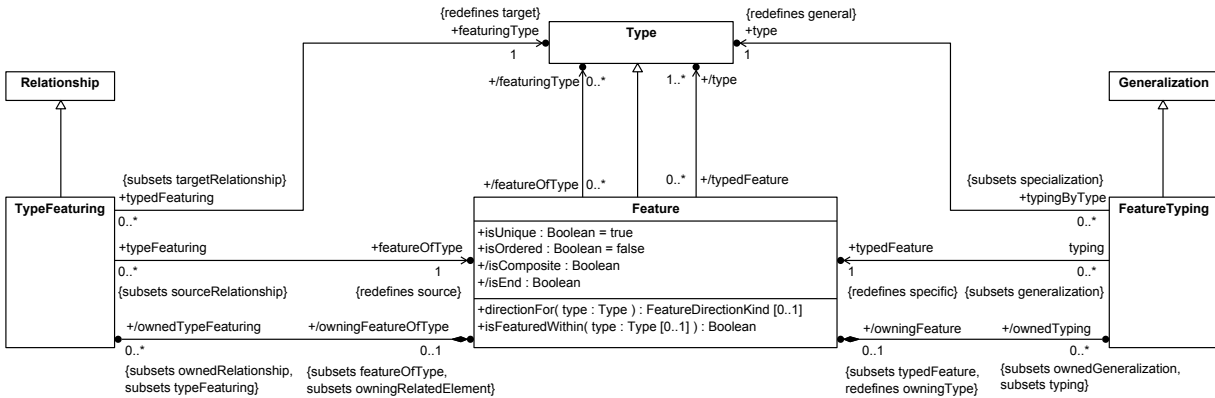 {redefines target}
{redefines general}
+featuringType
Type
+type
1
1
Relationship
+/featuringType
0..*
1..*
+/type
Generalization
{subsets targetRelationship}
+/featureOfType
0..*
0..*
+/typedFeature
{subsets specialization}
+typedFeaturing
+typingByType
TypeFeaturing
0..*
Feature
0..*
FeatureTyping
+isUnique : Boolean = true
+isOrdered : Boolean = false
+/isComposite : Boolean
+/isEnd : Boolean
+typeFeaturing
+featureOfType
+typedFeature
typing
0..*
1
1
0..*
{subsets sourceRelationship}
{redefines source}
{redefines specific}
{subsets generalization}
+directionFor( type : Type ) : FeatureDirectionKind [0..1]
+isFeaturedWithin( type : Type [0..1] ) : Boolean
+/ownedTypeFeaturing
+/owningFeatureOfType
+/owningFeature
+/ownedTyping
0..*
0..1
0..1
0..*
{subsets ownedRelationship,
subsets typeFeaturing}
{subsets featureOfType,
subsets owningRelatedElement}
{subsets typedFeature,
redefines owningType}
{subsets ownedGeneralization,
subsets typing}